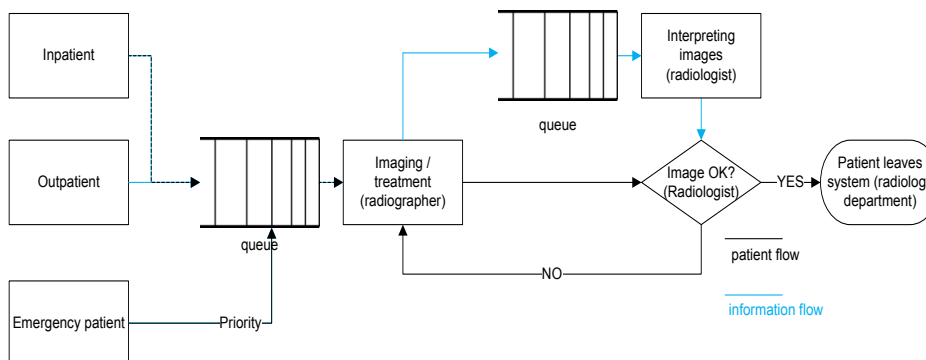 Inpatient
Interpreting
images
(radiologist)
queue
Outpatient
Imaging /
treatment
(radiographer)
Image OK?
(Radiologist)
YES
Patient leaves
system (radiolog
department)
queue
patient flow
NO
information flow
Emergency patient
Priority